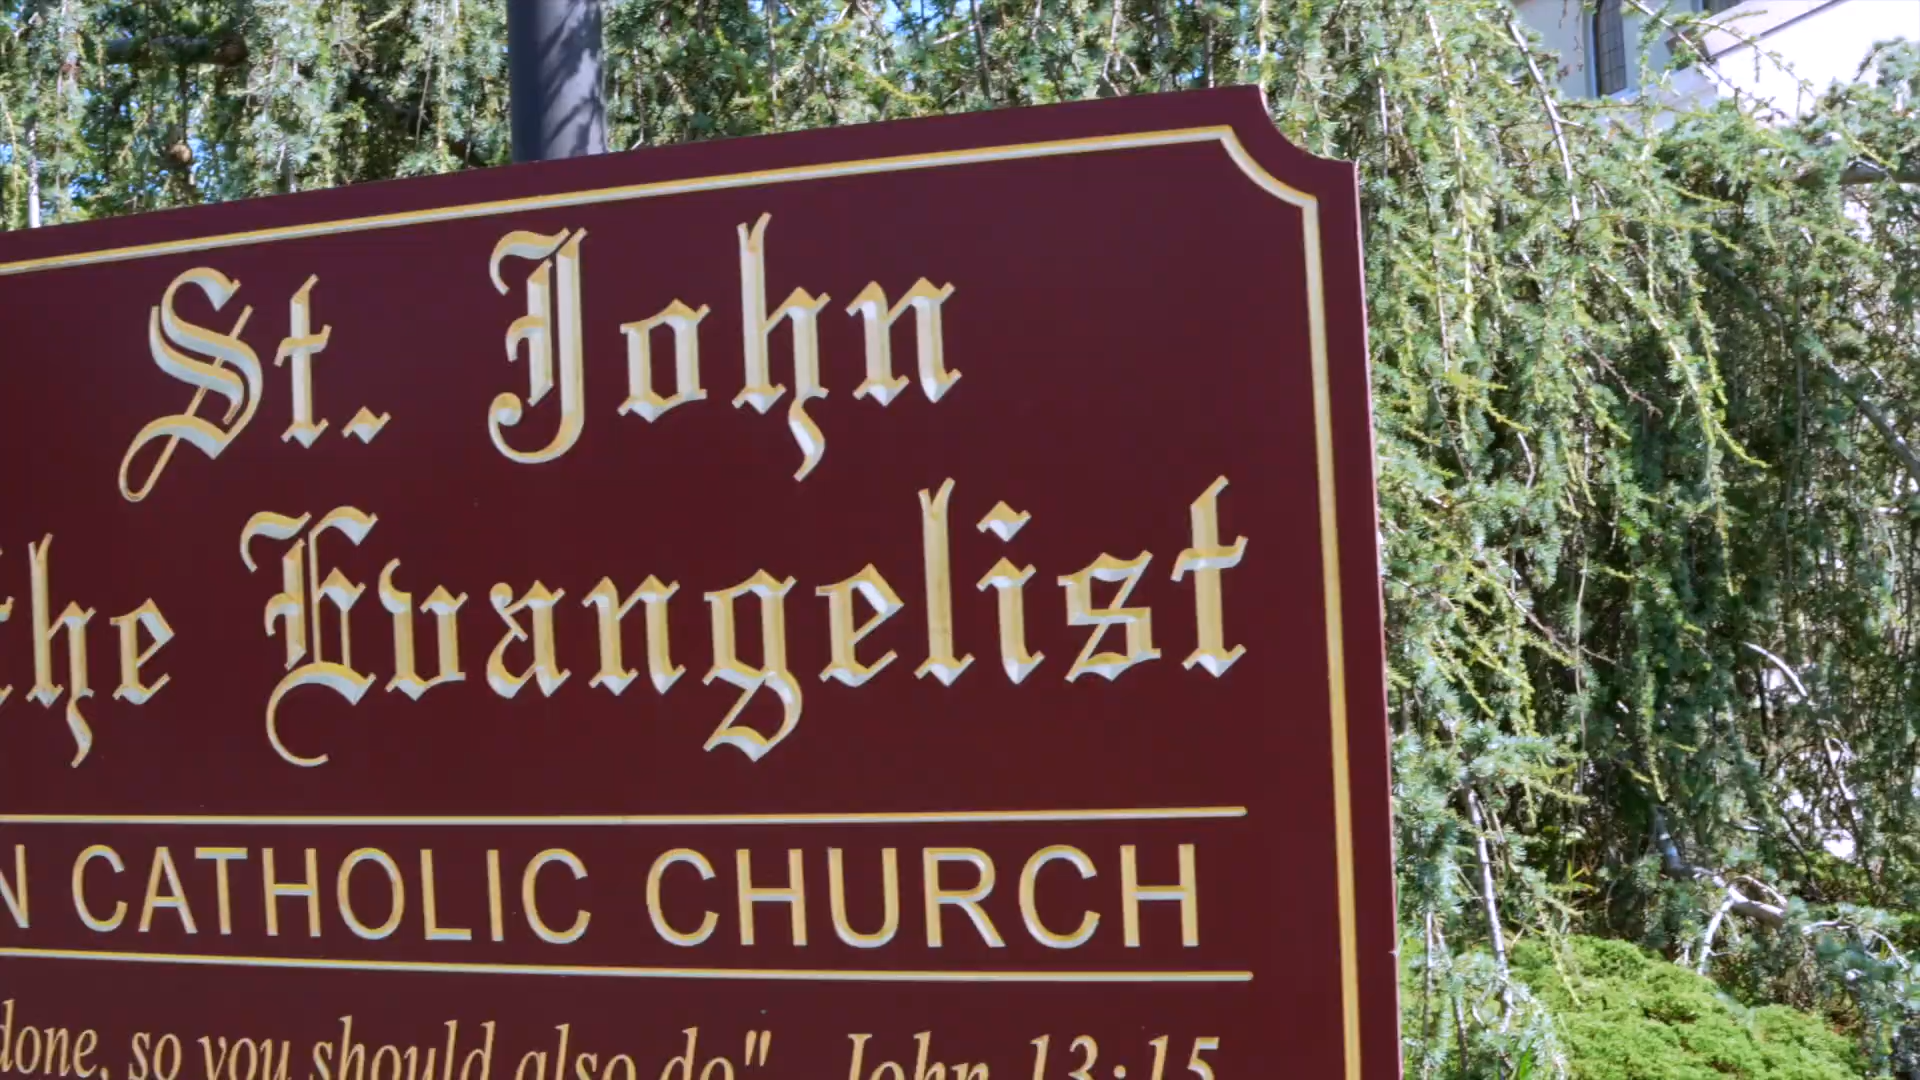 St. John
the Evangelist
N CATHOLIC CHURCH
done, so you should also do" John 13:15